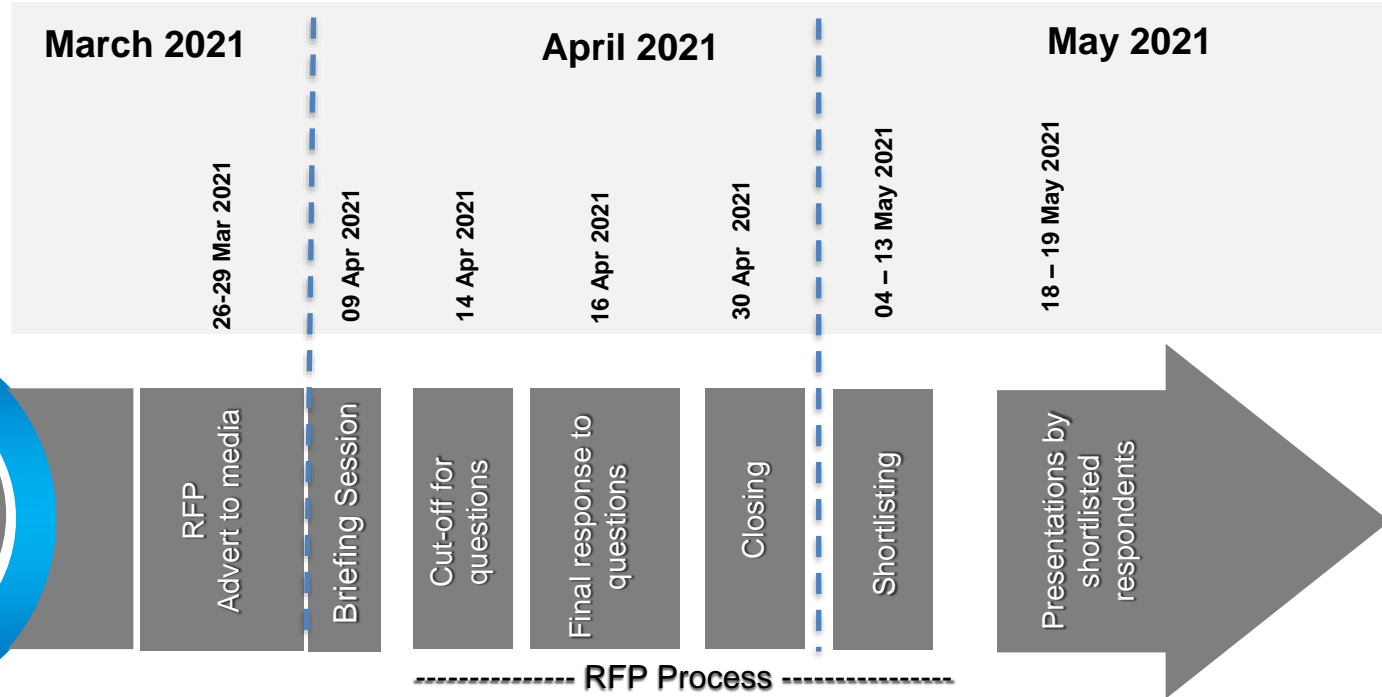 March 2021
April 2021
May 2021
26-29 Mar 2021
09 Apr 2021
14 Apr 2021
16 Apr 2021
30 Apr  2021
04 – 13 May 2021
18 – 19 May 2021
RFP
Advert to media
Briefing Session
Cut-off for
questions
Final response to
questions
Closing
Shortlisting
Presentations by
shortlisted
respondents
--------------- RFP Process ----------------